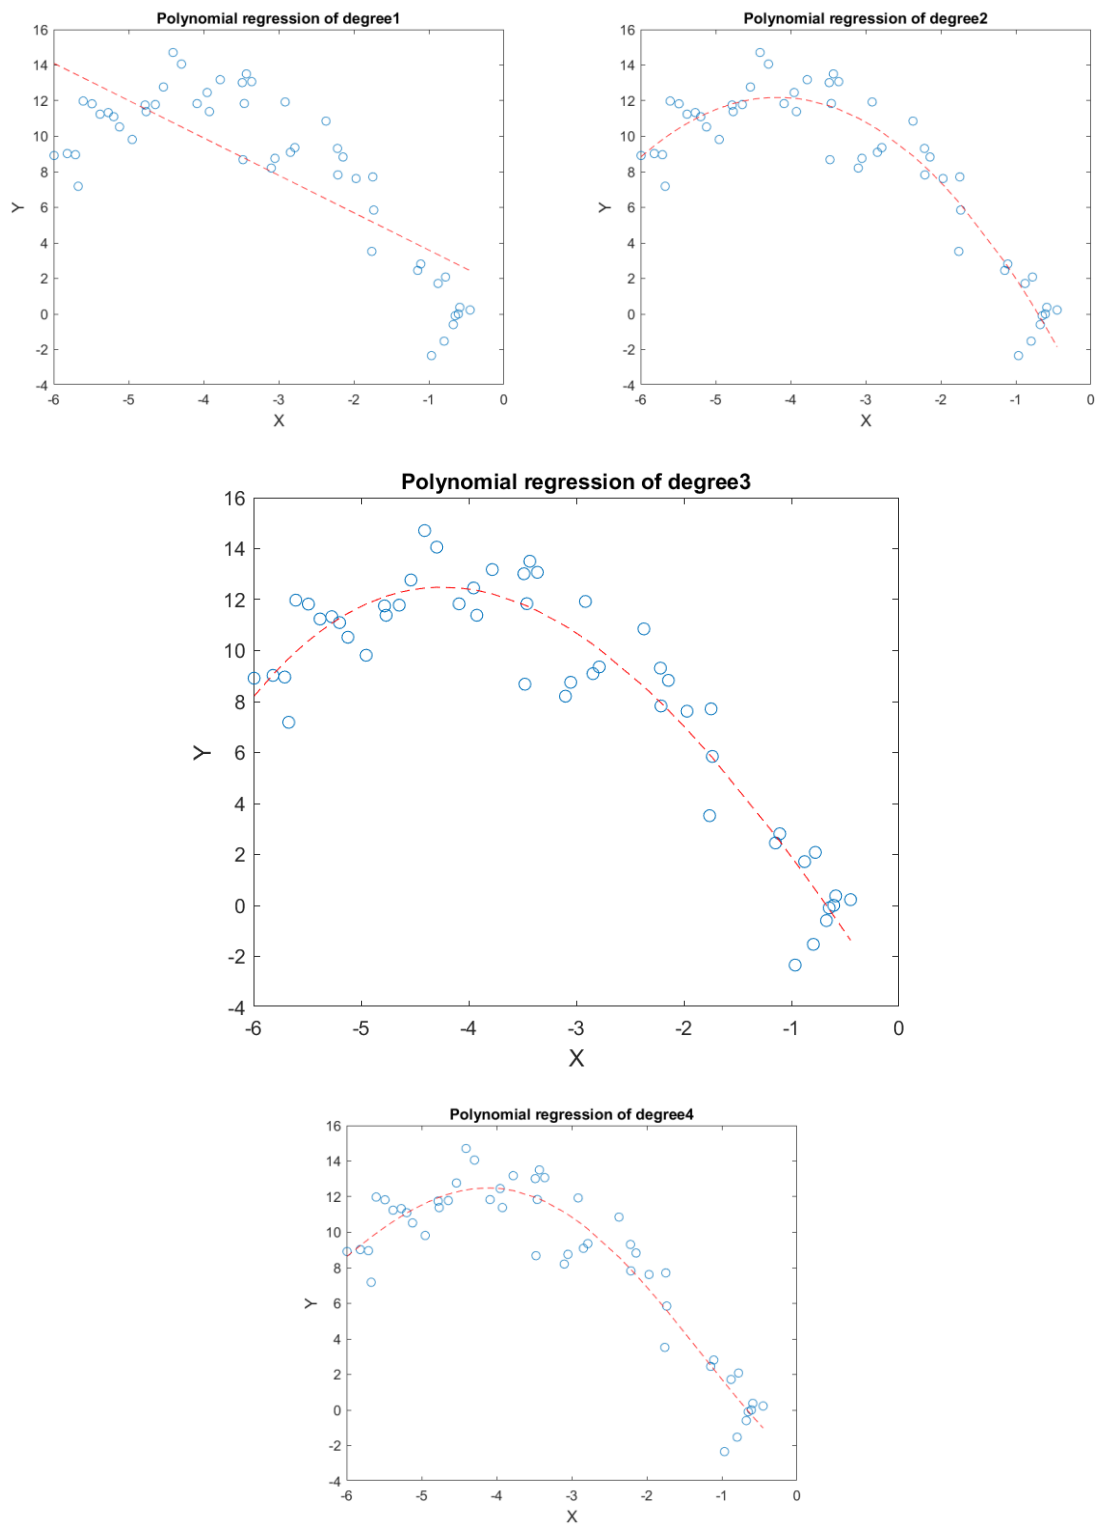 Polynomial regression of degree1
Polynomial regression of degree2
16
14
12
10
8
6
4
2
0
-2
-4
Y
-6 -5 -4 -3 -2 -1 0
X
16
14
12
10
8
6
4
2
0
-2
-4
Y
-6 -5 -4 -3 -2 -1 0
X
Polynomial regression of degree3
16
14
12
10
8
6
4
2
0
-2
-4
Y
-6 -5 -4 -3 -2 -1 0
X
Polynomial regression of degree4
16
14
12
10
8
6
4
2
0
-2
-4
Y
-6 -5 -4 -3 -2 -1 0
X